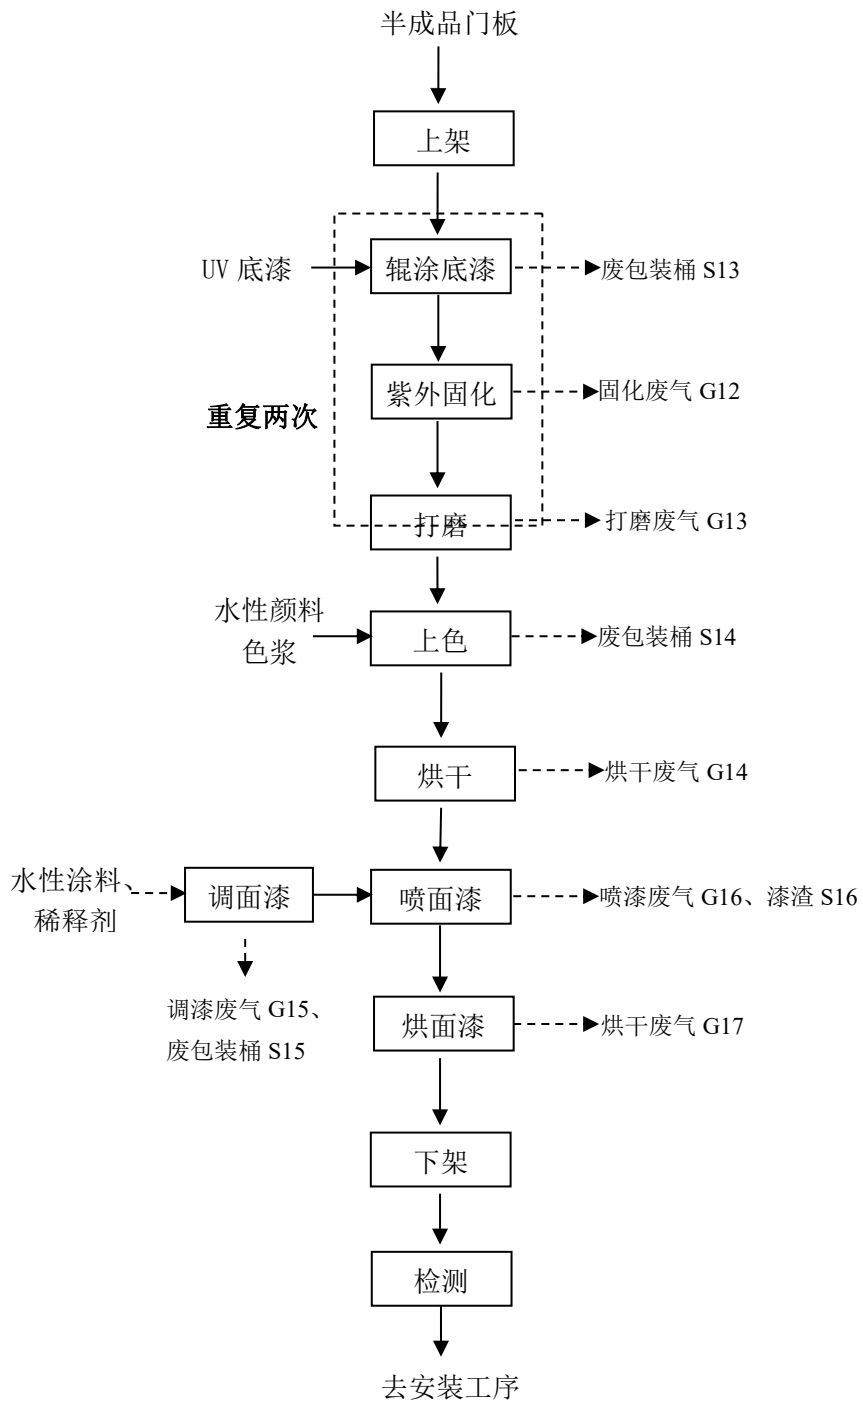 半成品门板
上架
UV 底漆
辊涂底漆
废包装桶 S13
紫外固化
固化废气 G12
重复两次
打磨
打磨废气 G13
水性颜料
色浆
上色
废包装桶 S14
烘干
烘干废气 G14
水性涂料、
稀释剂
调面漆
喷面漆
喷漆废气 G16、漆渣 S16
调漆废气 G15、
废包装桶 S15
烘面漆
烘干废气 G17
下架
检测
去安装工序